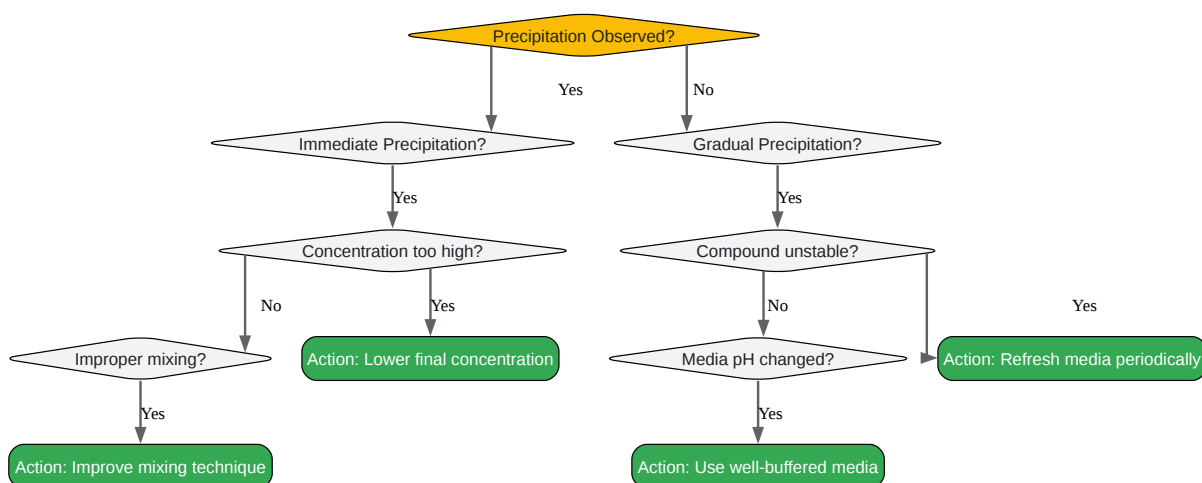 Precipitation Observed?
Yes
No
Immediate Precipitation?
Gradual Precipitation?
Yes
Yes
Concentration too high?
Compound unstable?
No
Yes
No
Yes
Improper mixing?
Action: Lower final concentration
Media pH changed?
Action: Refresh media periodically
Yes
Yes
Action: Improve mixing technique
Action: Use well-buffered media